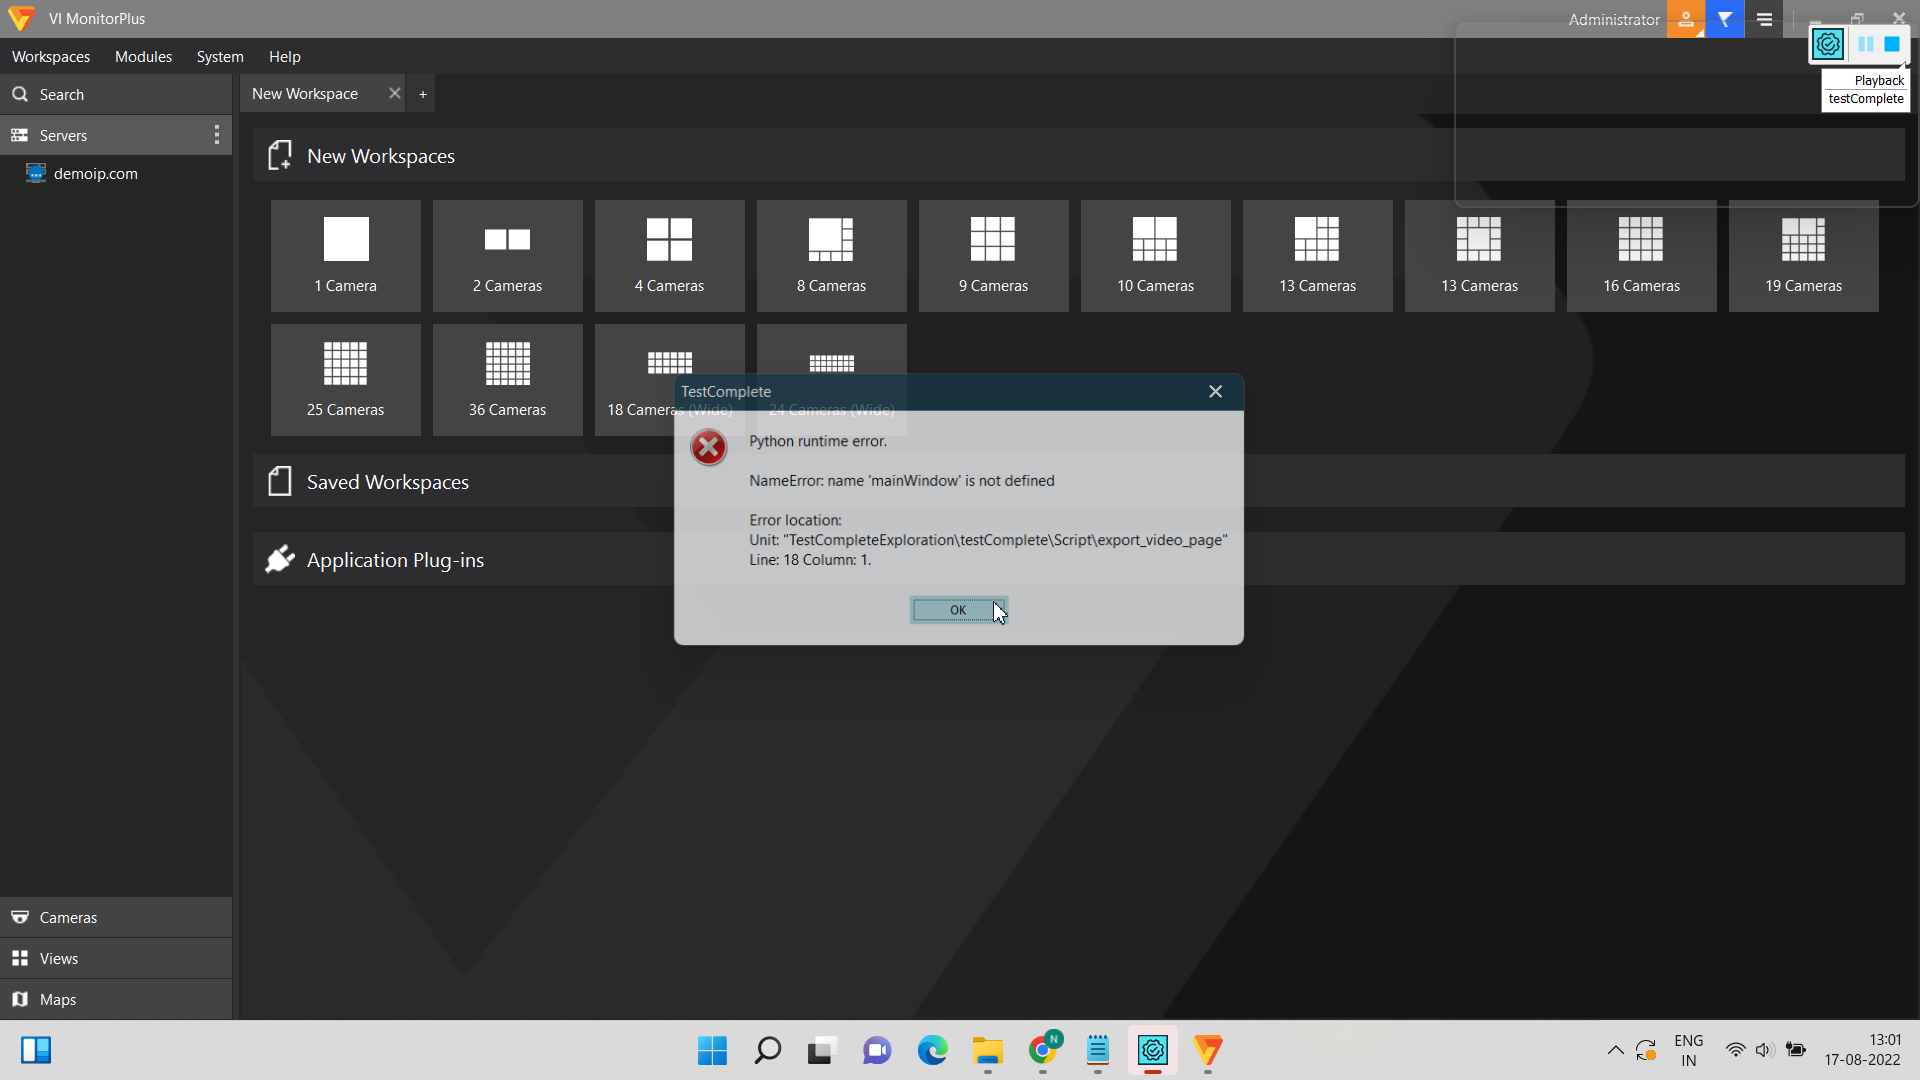 VI MonitorPlus
Administrator
Workspaces Modules System Help
Playback
testComplete
Search
New Workspace
+
Servers
demoip.com
New Workspaces
1 Camera
2 Cameras
4 Cameras
8 Cameras
9 Cameras
10 Cameras
13 Cameras
13 Cameras
16 Cameras
19 Cameras
25 Cameras
36 Cameras
18 Cameras (Wide)
24 Cameras (Wide)
TestComplete
Python runtime error.
NameError: name 'mainWindow' is not defined
Error location:
Unit: "TestCompleteExploration\testComplete\Script\export_video_page"
Line: 18 Column: 1.
OK
Saved Workspaces
Application Plug-ins
Cameras
Views
Maps
N
ENG
IN
13:01
17-08-2022